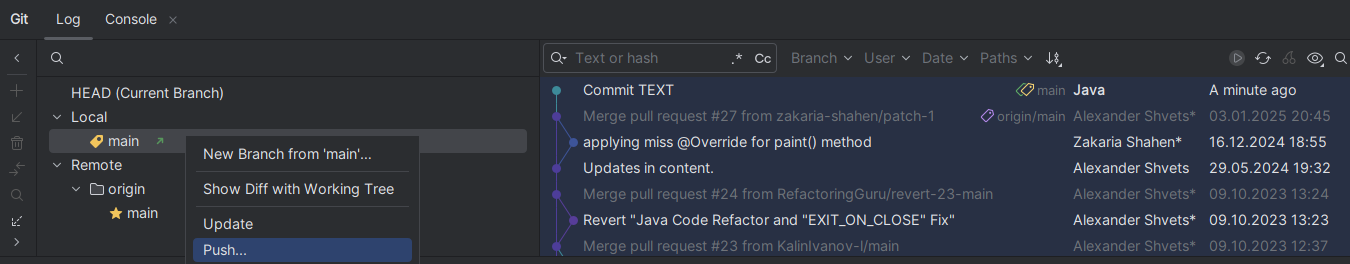 Git Log Console
Text or hash .* Cc Branch User Date Paths
HEAD (Current Branch)
Local
main
Remote
origin
main
New Branch from 'main'...
Show Diff with Working Tree
Update
Push...
Commit TEXT main Java A minute ago
Merge pull request #27 from zakaria-shahen/patch-1 origin/main Alexander Shvets* 03.01.2025 20:45
applying miss @Override for paint() method Zakaria Shahen* 16.12.2024 18:55
Updates in content. Alexander Shvets 29.05.2024 19:32
Merge pull request #24 from RefactoringGuru/revert-23-main Alexander Shvets* 09.10.2023 13:24
Revert "Java Code Refactor and "EXIT_ON_CLOSE" Fix" Alexander Shvets* 09.10.2023 13:23
Merge pull request #23 from KalinIvanov-I/main Alexander Shvets* 09.10.2023 12:37